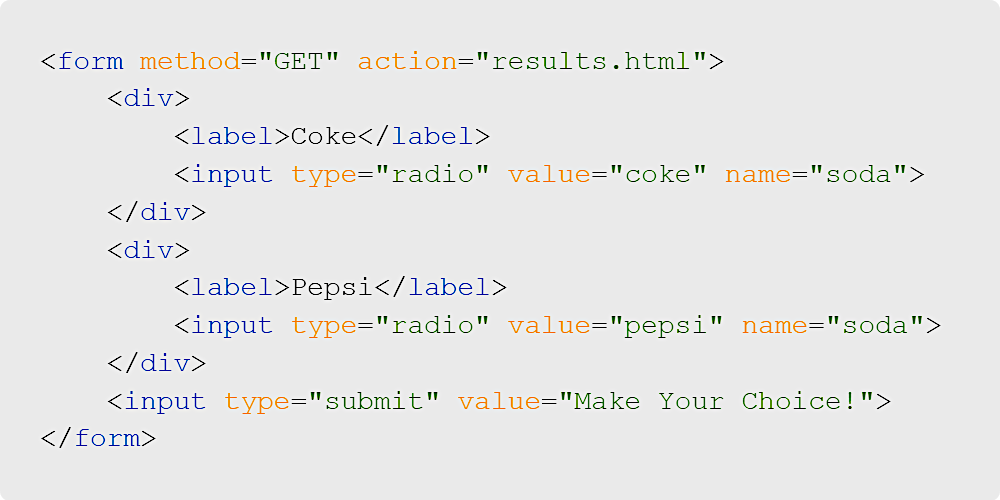 <form method="GET" action="results.html">
    <div>
        <label>Coke</label>
        <input type="radio" value="coke" name="soda">
    </div>
    <div>
        <label>Pepsi</label>
        <input type="radio" value="pepsi" name="soda">
    </div>
    <input type="submit" value="Make Your Choice!">
</form>